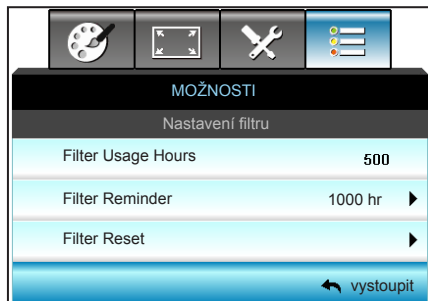 MOŽNOSTI
Nastavení filtru
Filter Usage Hours 500
Filter Reminder 1000 hr
Filter Reset
vystoupit